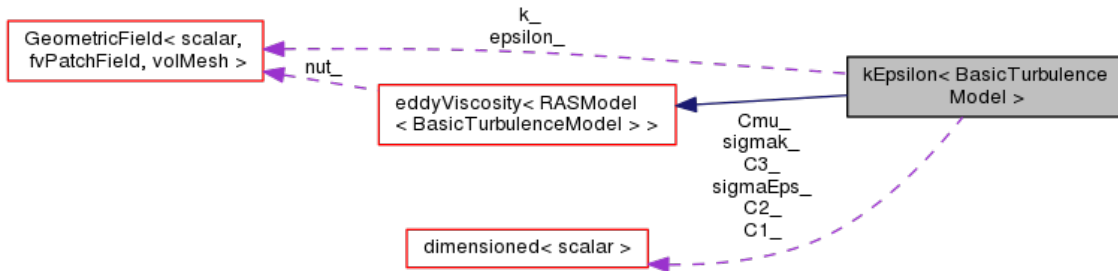 k_
epsilon_
GeometricField< scalar,
fvPatchField, volMesh >
nut_
kEpsilon< BasicTurbulence
Model >
eddyViscosity< RASModel
< BasicTurbulenceModel > >
Cmu_
sigmak_
C3_
sigmaEps_
C2_
C1_
dimensioned< scalar >